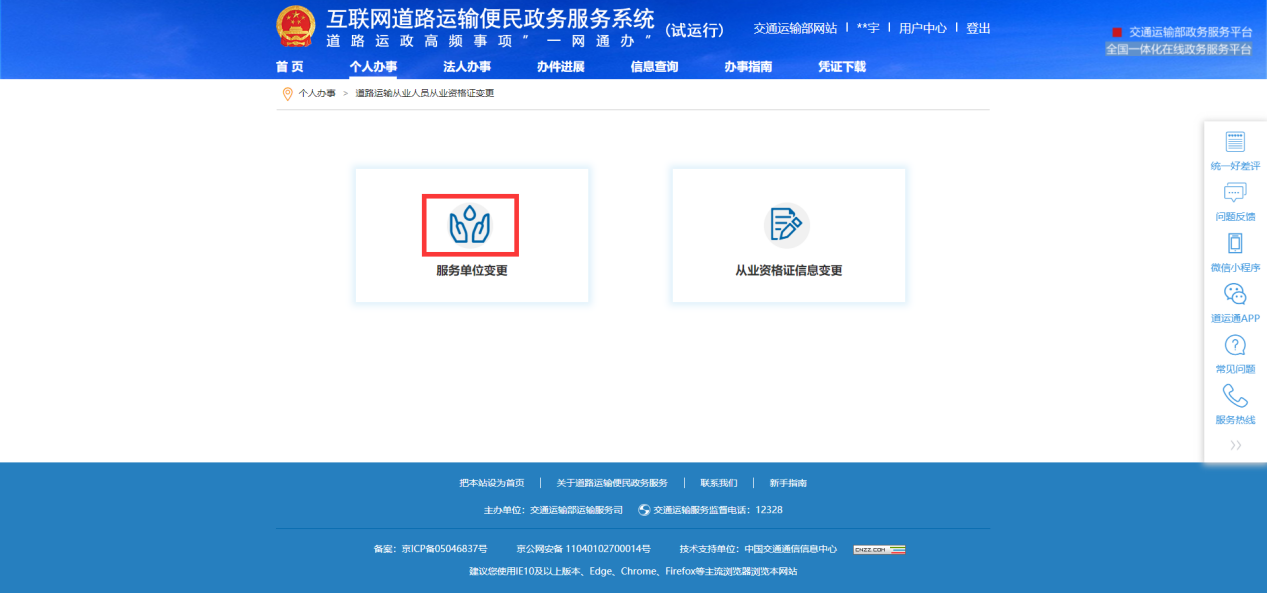 互联网道路运输便民政务服务系统（试运行）
道路运政高频事项"一网通办"
交通运输部网站 | **宇 | 用户中心 | 登出
交通运输部政务服务平台
全国一体化在线政务服务平台
首 页 个人办事 法人办事 办件进展 信息查询 办事指南 凭证下载
个人办事 > 道路运输从业人员从业资格证变更
服务单位变更
从业资格证信息变更
统一好差评
问题反馈
微信小程序
道运通APP
常见问题
服务热线
把本站设为首页 | 关于道路运输便民政务服务 | 联系我们 | 新手指南
主办单位：交通运输部运输服务司 交通运输服务监督电话：12328
备案：京ICP备05046837号 京公网安备 11040102700014号 技术支持单位：中国交通通信信息中心 CNZZ.COM
建议您使用IE10及以上版本、Edge、Chrome、Firefox等主流浏览器浏览本网站